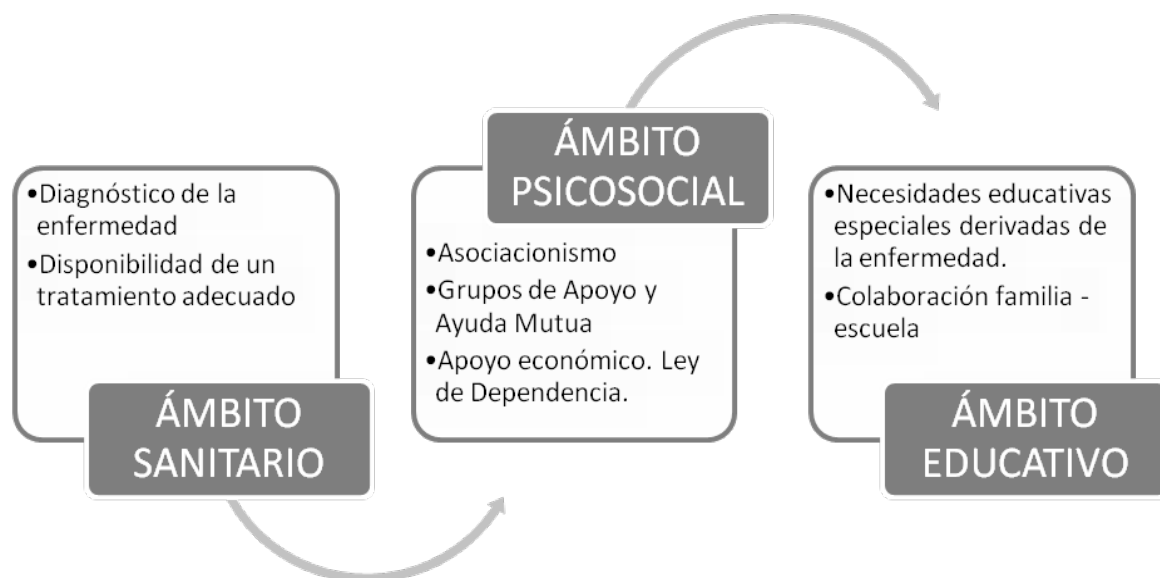 •Diagnóstico de la
enfermedad
•Disponibilidad de un
tratamiento adecuado
ÁMBITO
SANITARIO
ÁMBITO
PSICOSOCIAL
•Asociacionismo
•Grupos de Apoyo y
Ayuda Mutua
•Apoyo económico. Ley
de Dependencia.
•Necesidades educativas
especiales derivadas de
la enfermedad.
•Colaboración familia -
escuela
ÁMBITO
EDUCATIVO